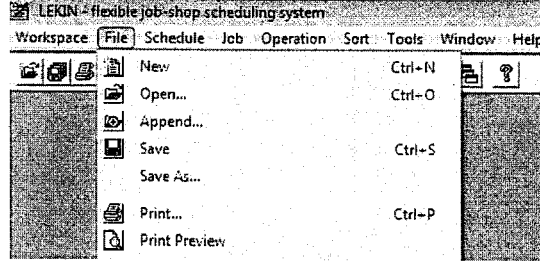 LEKIN - flexible job-shop scheduling system
Workspace File Schedule Job Operation Sort Tools Window Help
New Ctrl+N
Open... Ctrl+O
Append...
Save Ctrl+S
Save As...
Print... Ctrl+P
Print Preview